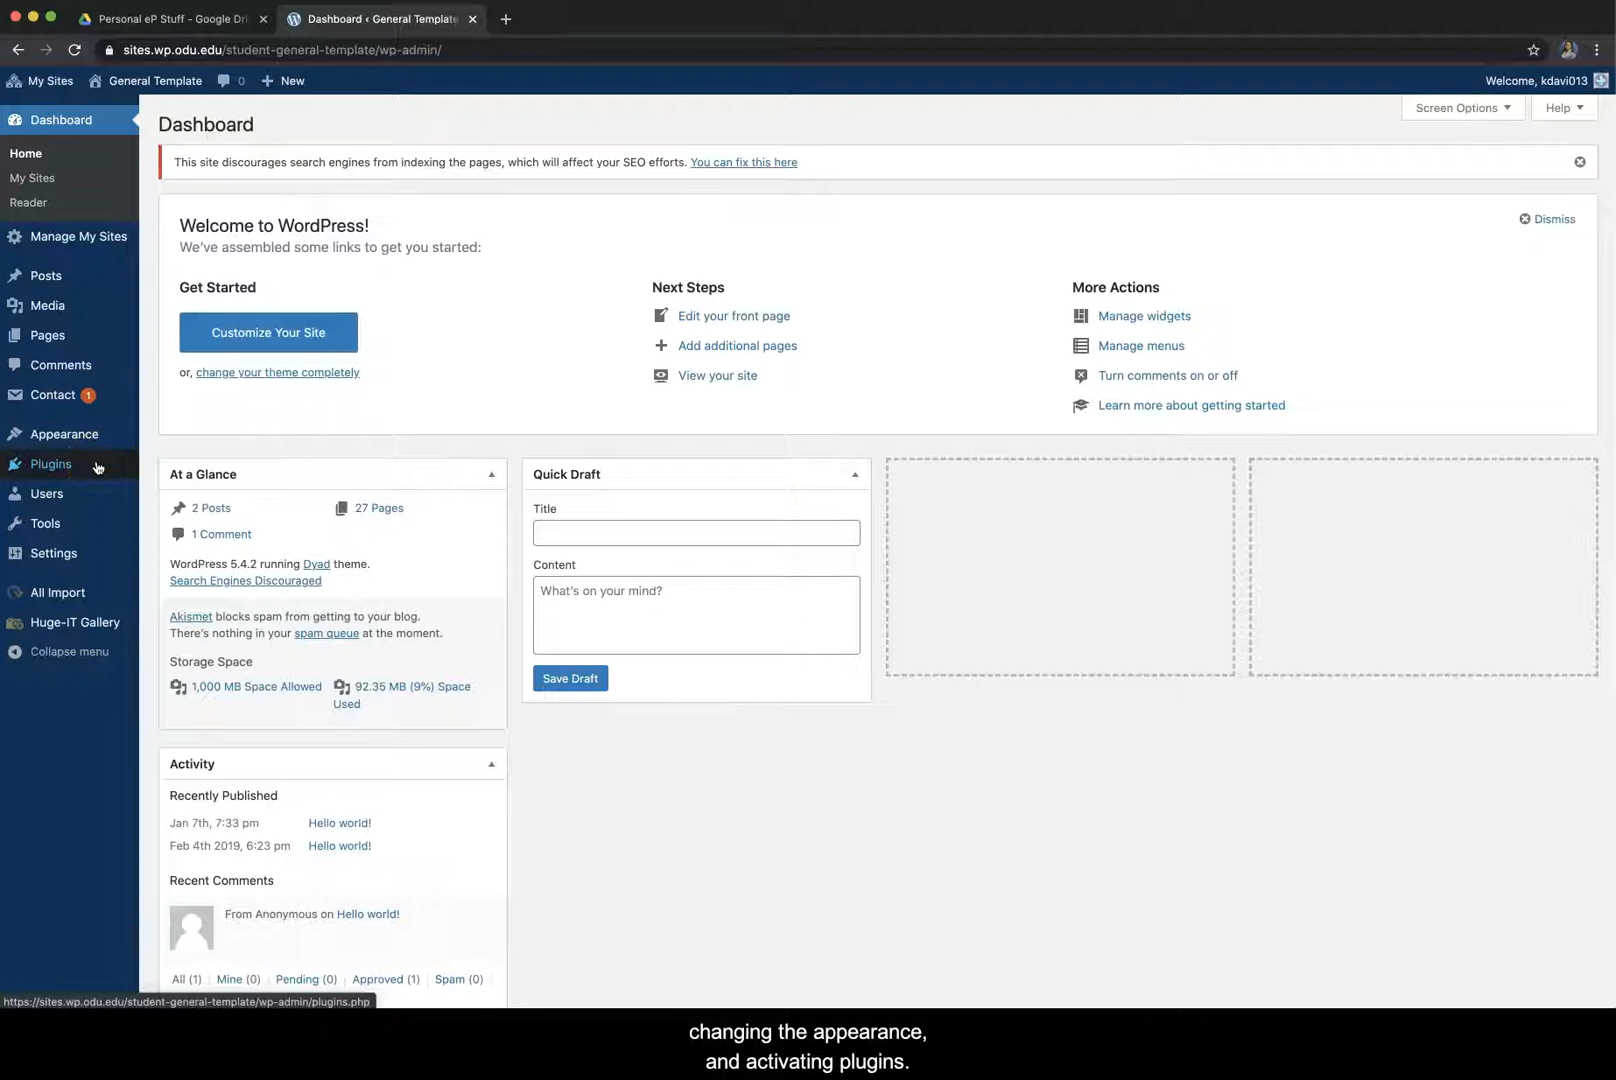 Personal eP Stuff - Google Dri
Dashboard ‹ General Template
sites.wp.odu.edu/student-general-template/wp-admin/
My Sites
General Template
0
+ New
Welcome, kdavi013
Dashboard
Home
My Sites
Reader
Manage My Sites
Posts
Media
Pages
Comments
Contact 1
Appearance
Plugins
Users
Tools
Settings
All Import
Huge-IT Gallery
Collapse menu
Screen Options
Help
Dashboard
This site discourages search engines from indexing the pages, which will affect your SEO efforts. You can fix this here
Welcome to WordPress!
We've assembled some links to get you started:
Dismiss
Get Started
Customize Your Site
or, change your theme completely
Next Steps
Edit your front page
Add additional pages
View your site
More Actions
Manage widgets
Manage menus
Turn comments on or off
Learn more about getting started
At a Glance
2 Posts
27 Pages
1 Comment
WordPress 5.4.2 running Dyad theme.
Search Engines Discouraged
Akismet blocks spam from getting to your blog.
There's nothing in your spam queue at the moment.
Storage Space
1,000 MB Space Allowed
92.35 MB (9%) Space
Used
Quick Draft
Title
Content
What's on your mind?
Save Draft
Activity
Recently Published
Jan 7th, 7:33 pm Hello world!
Feb 4th 2019, 6:23 pm Hello world!
Recent Comments
From Anonymous on Hello world!
All (1) | Mine (0) | Pending (0) | Approved (1) | Spam (0)
https://sites.wp.odu.edu/student-general-template/wp-admin/plugins.php
changing the appearance,
and activating plugins.